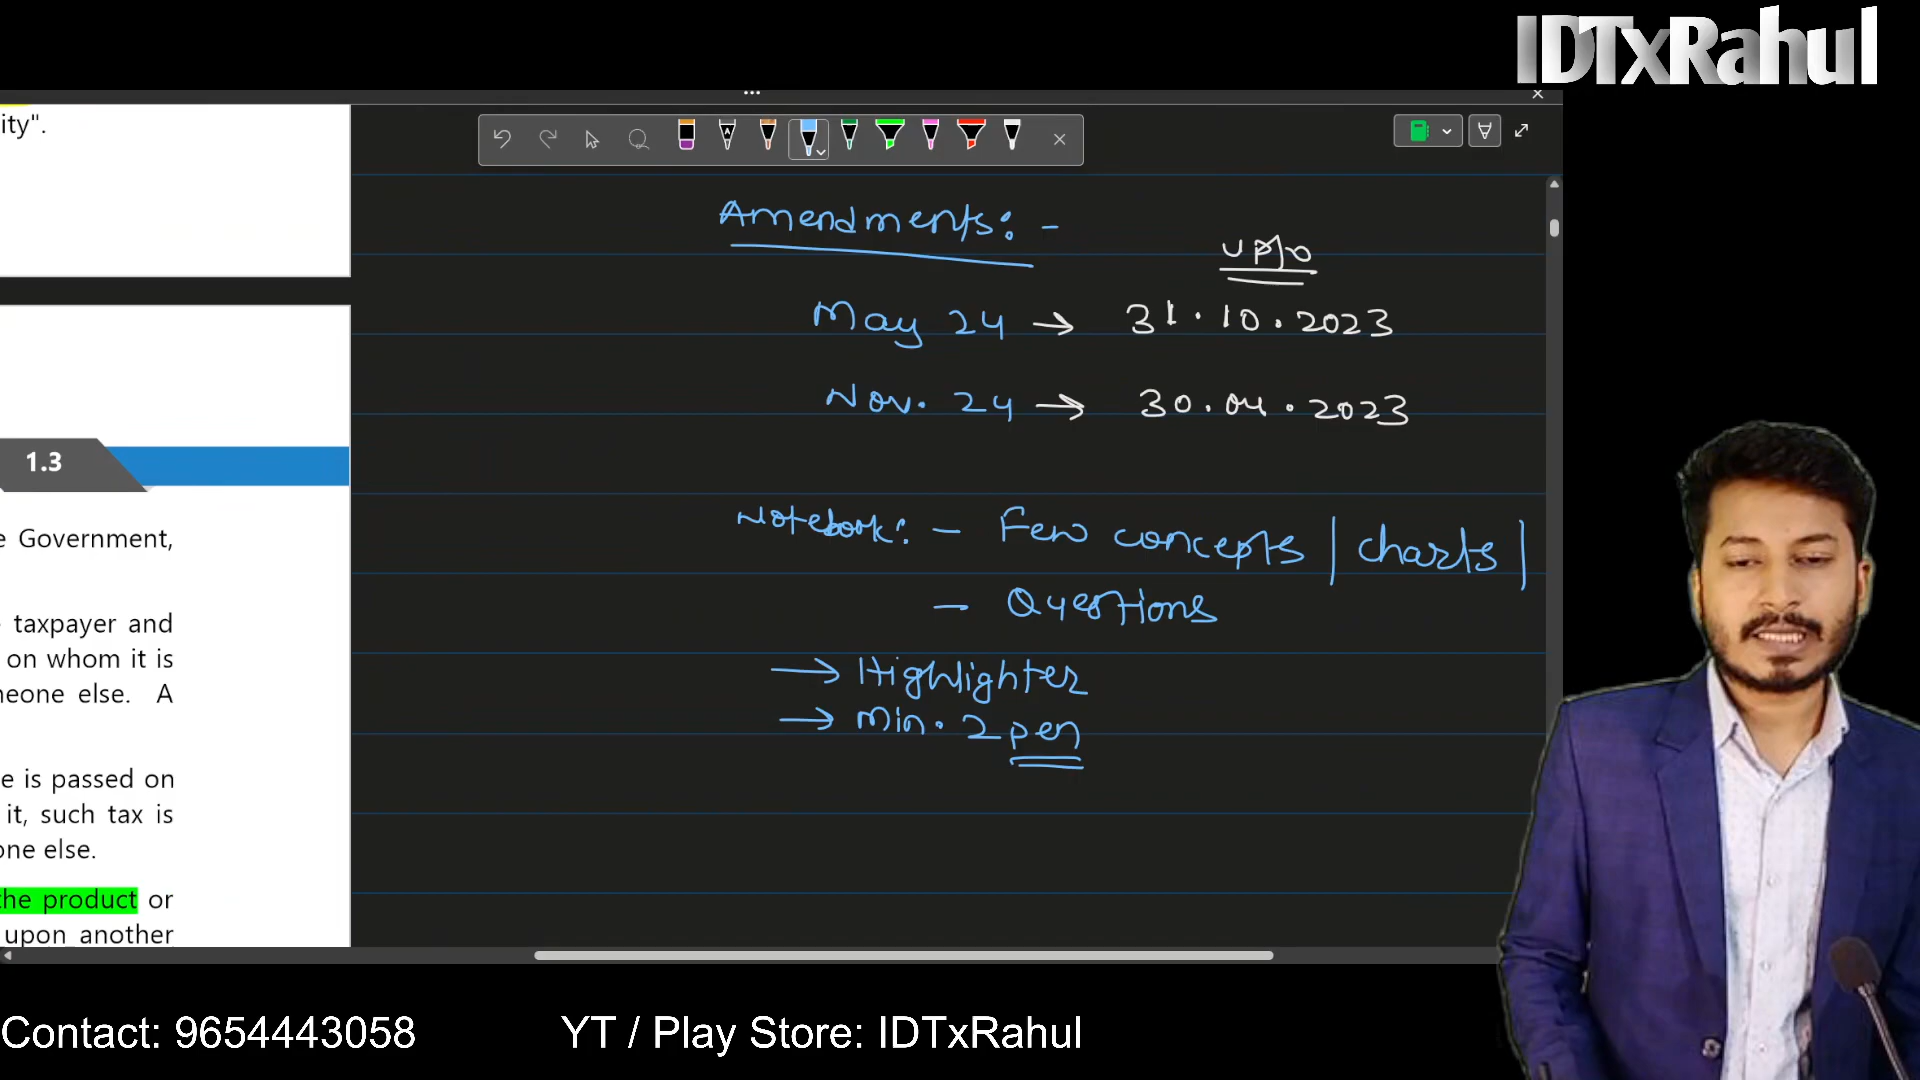 IDTxRahul
ity".
Amendments: -
upto
May 24 → 31.10.2023
Nov. 24 → 30.04.2023
1.3
Notebook: - Few concepts | charts |
- Questions
→ Highlighter
→ Min. 2 pen
e Government,
taxpayer and
on whom it is
meone else. A
e is passed on
it, such tax is
one else.
the product or
upon another
Contact: 9654443058
YT / Play Store: IDTxRahul